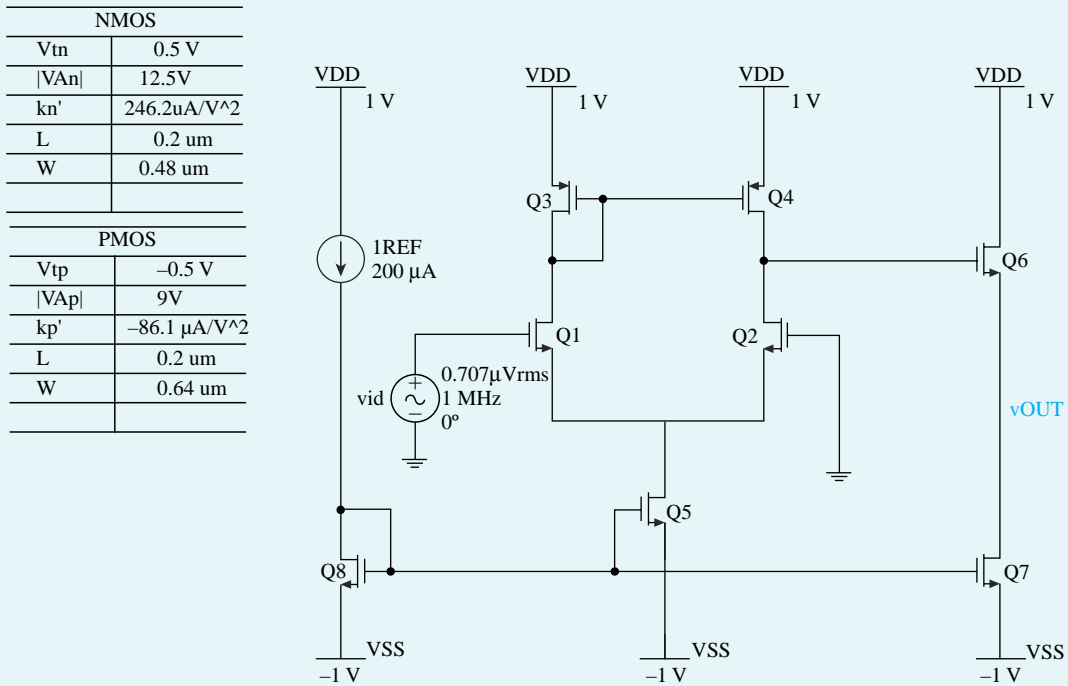 NMOS
Vtn 0.5 V
|VAn| 12.5V
kn' 246.2uA/V^2
L 0.2 um
W 0.48 um
PMOS
Vtp –0.5 V
|VAp| 9V
kp' –86.1 µA/V^2
L 0.2 um
W 0.64 um
VDD
1 V
VDD
1 V
VDD
1 V
VDD
1 V
Q3
Q4
1REF
200 µA
Q6
Q1
Q2
vid
0.707µVrms
1 MHz
0º
vOUT
Q5
Q8
Q7
VSS
–1 V
–1 V
VSS
–1 V